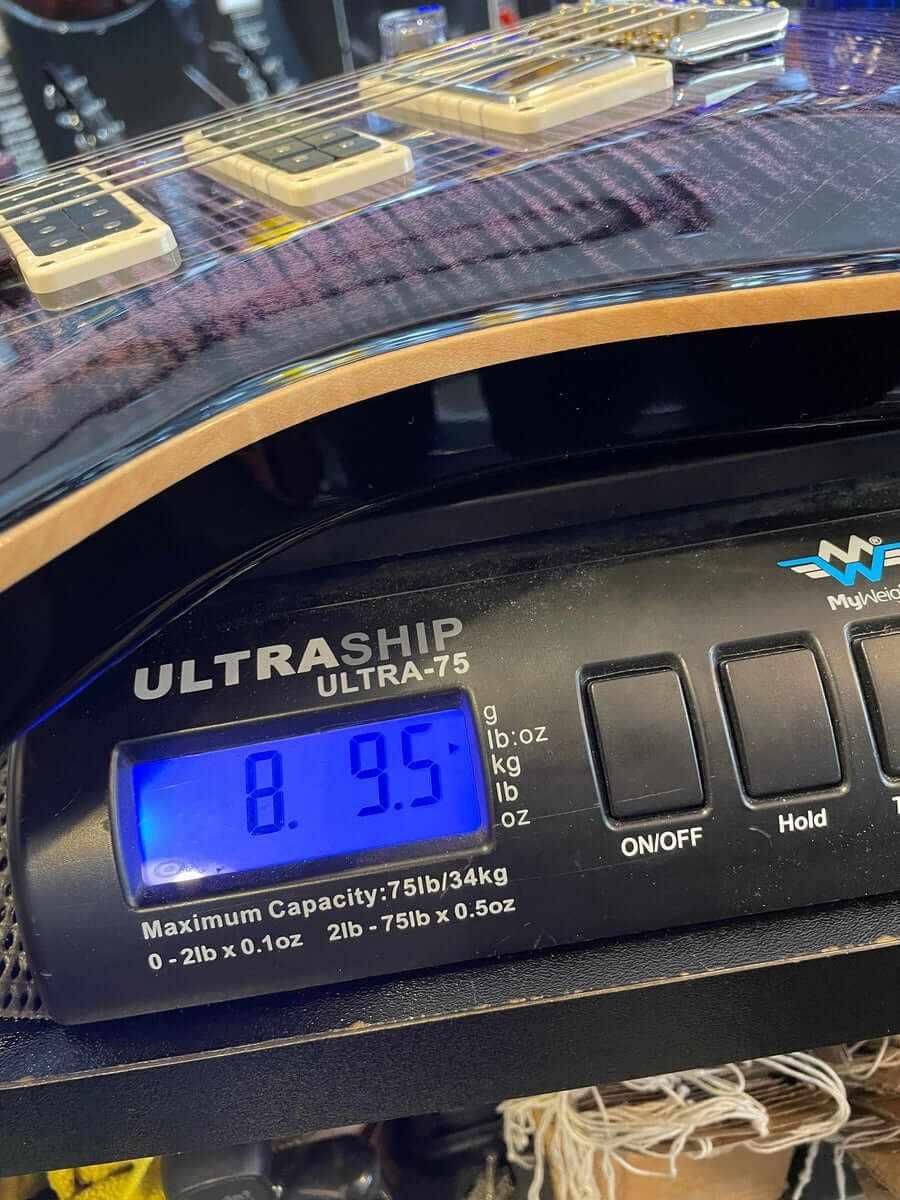 MyWeigh
ULTRASHIP
ULTRA-75
8. 9.5
g
lb:oz
kg
lb
oz
ON/OFF
Hold
T
Maximum Capacity:75lb/34kg
0 - 2lb x 0.1oz 2lb - 75lb x 0.5oz